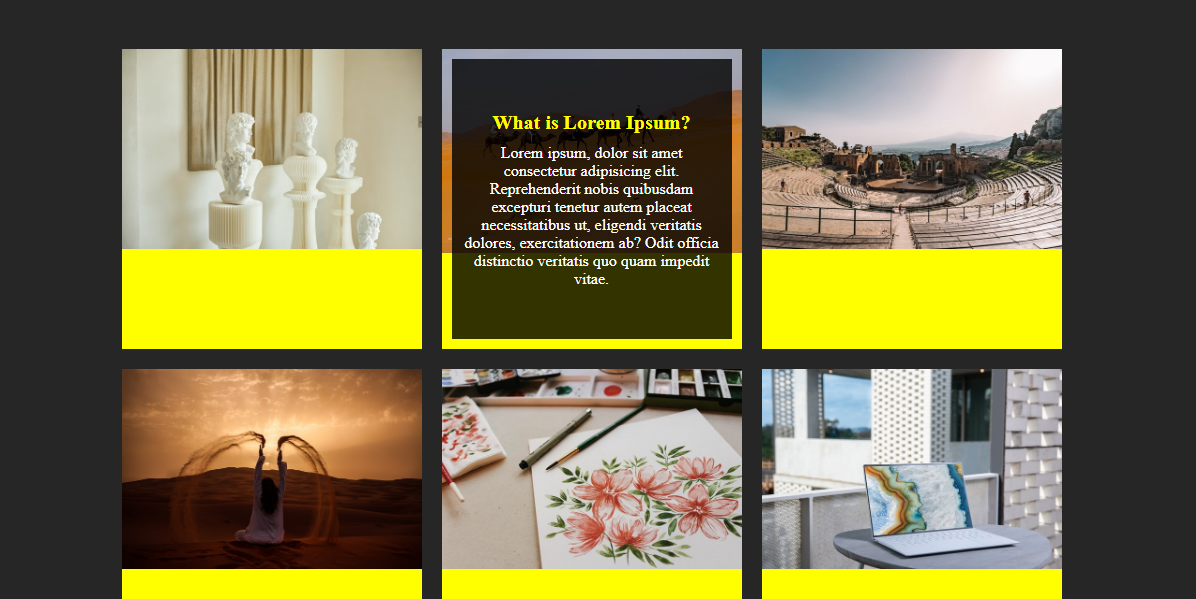 What is Lorem Ipsum?
Lorem ipsum, dolor sit amet
consectetur adipisicing elit.
Reprehenderit nobis quibusdam
excepturi tenetur autem placeat
necessitatibus ut, eligendi veritatis
dolores, exercitationem ab? Odit officia
distinctio veritatis quo quam impedit
vitae.